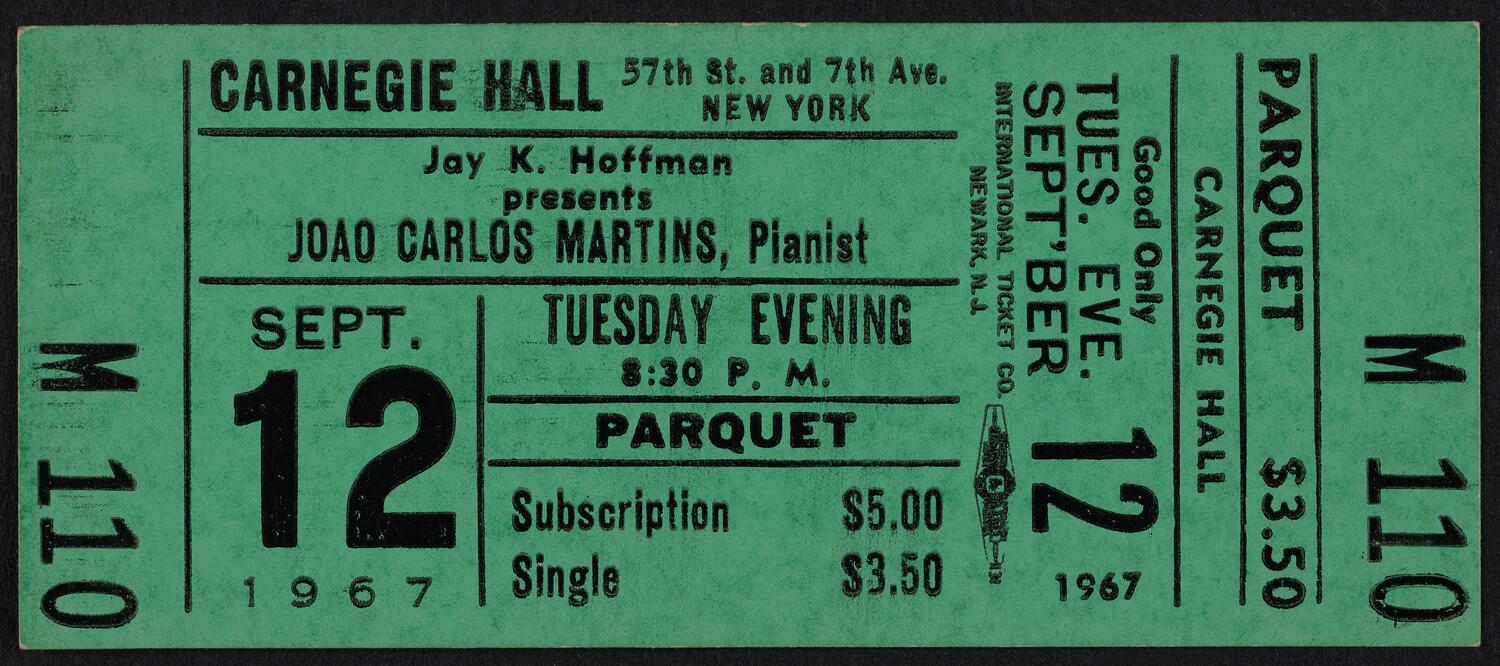 M 110
CARNEGIE HALL 57th St. and 7th Ave.
NEW YORK
Jay K. Hoffman
presents
JOAO CARLOS MARTINS, Pianist
SEPT.
12
1967
TUESDAY EVENING
8:30 P. M.
PARQUET
Subscription $5.00
Single $3.50
INTERNATIONAL TICKET CO.
NEWARK, N.J.
Good Only
TUES. EVE.
SEPT'BER 12
1967
CARNEGIE HALL
PARQUET $3.50
M 110